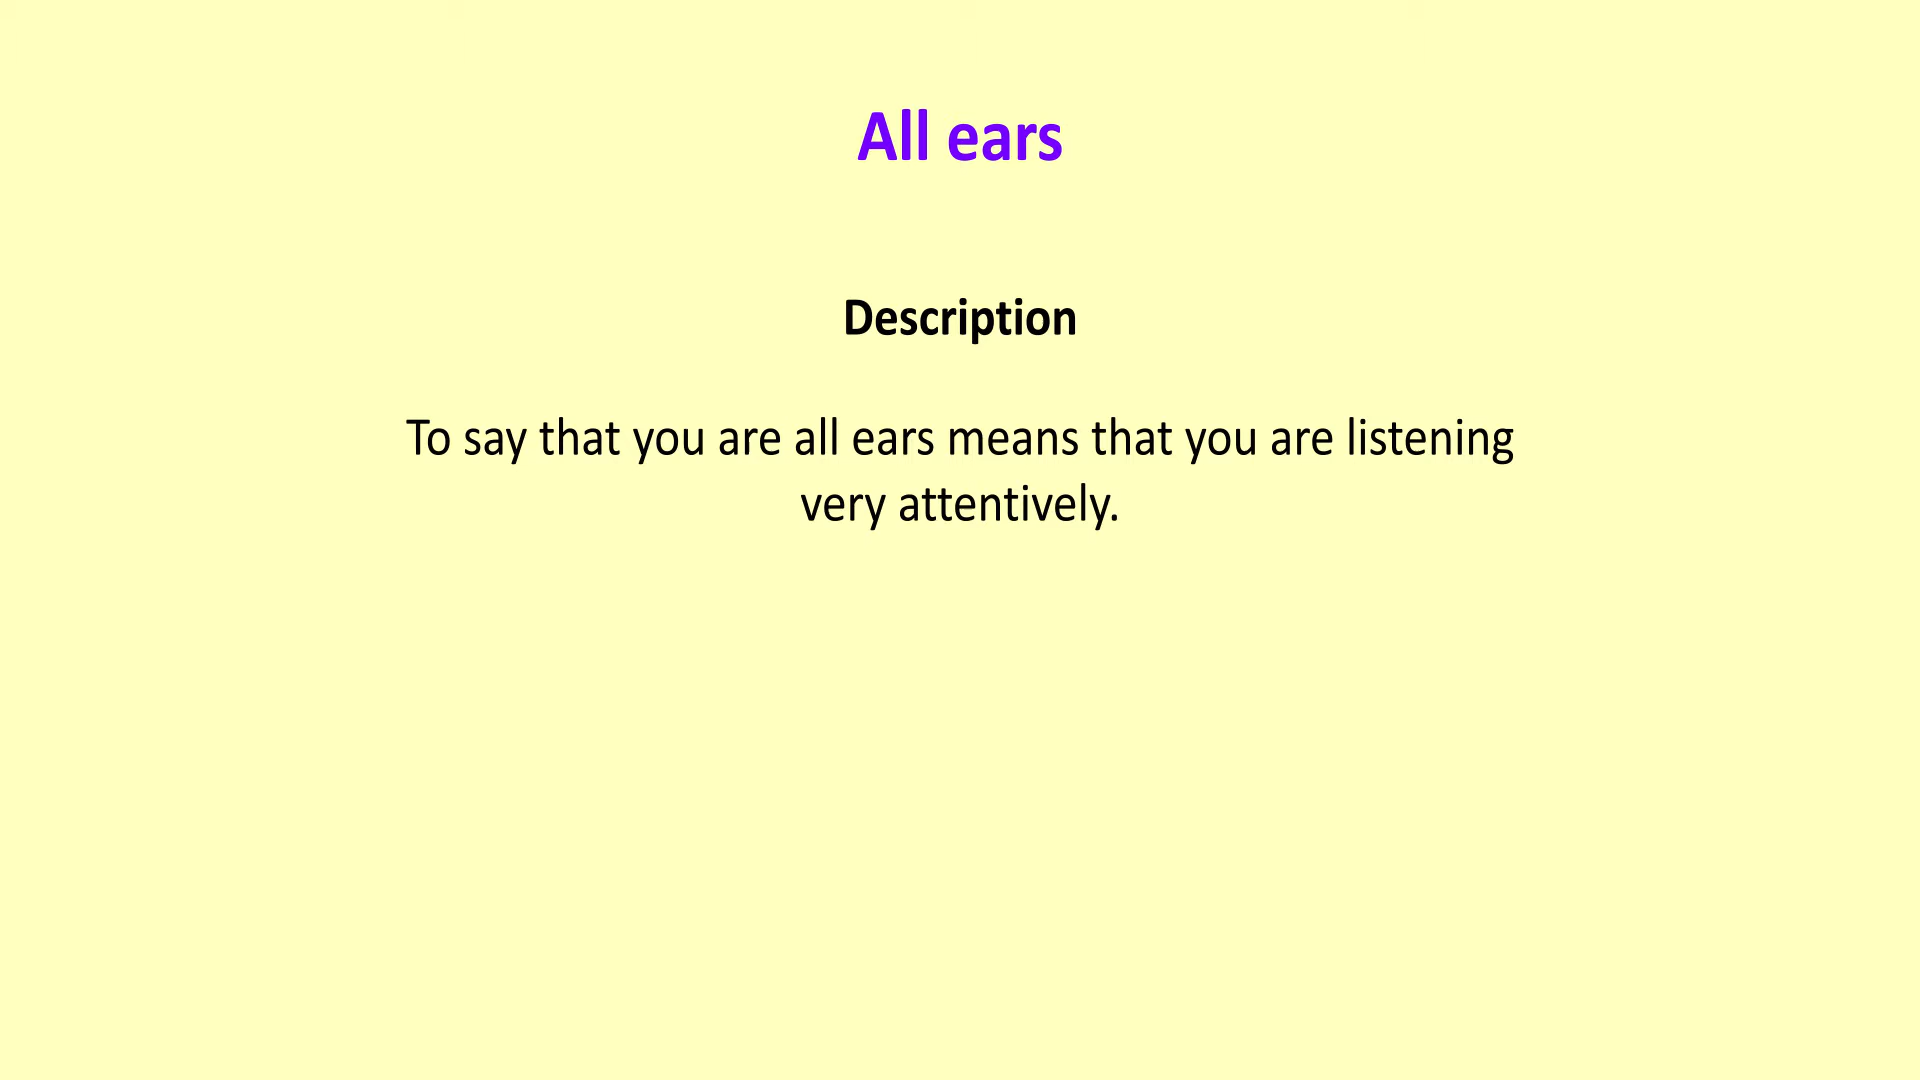 All ears
Description
To say that you are all ears means that you are listening
very attentively.